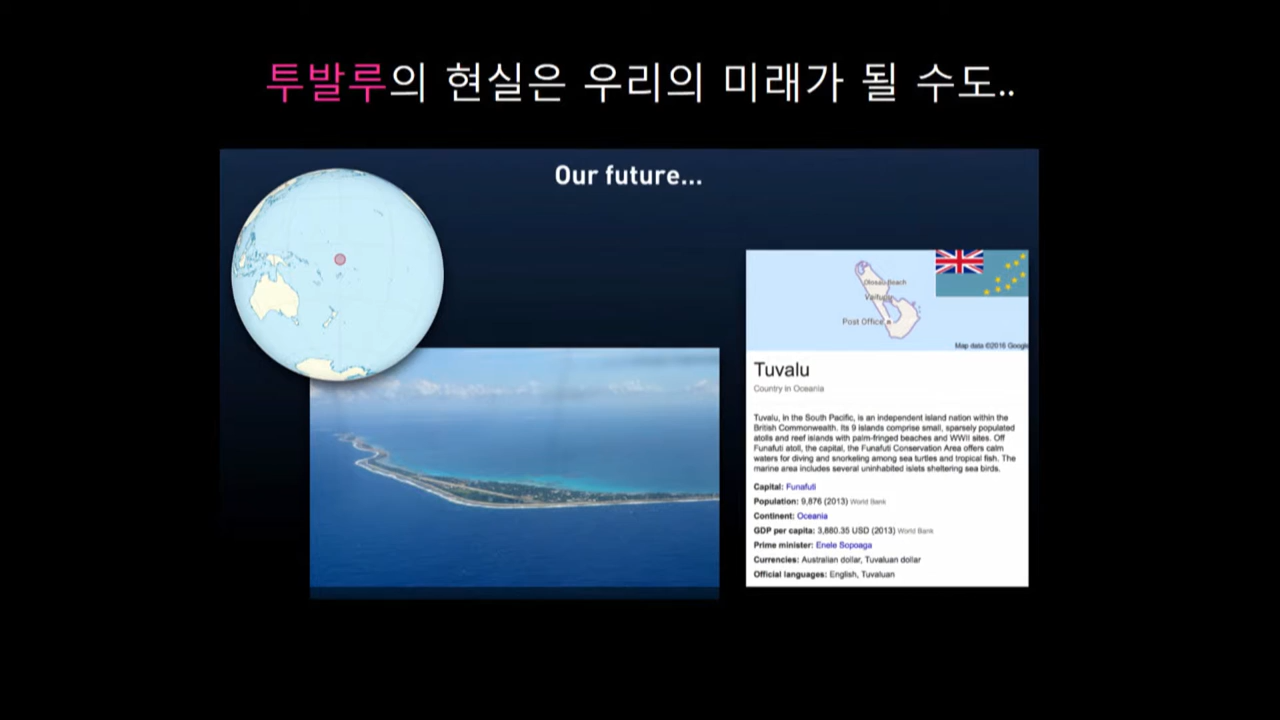 투발루의 현실은 우리의 미래가 될 수도..
Our future...
Olosau Beach
Vaitupu
Post Office
Map data ©2016 Google
Tuvalu
Country in Oceania
Tuvalu, in the South Pacific, is an independent island nation within the
British Commonwealth. Its 9 islands comprise small, sparsely populated
atolls and reef islands with palm-fringed beaches and WWII sites. Off
Funafuti atoll, the capital, the Funafuti Conservation Area offers calm
waters for diving and snorkeling among sea turtles and tropical fish. The
marine area includes several uninhabited islets sheltering sea birds.
Capital: Funafuti
Population: 9,876 (2013) World Bank
Continent: Oceania
GDP per capita: 3,880.35 USD (2013) World Bank
Prime minister: Enele Sopoaga
Currencies: Australian dollar, Tuvaluan dollar
Official languages: English, Tuvaluan